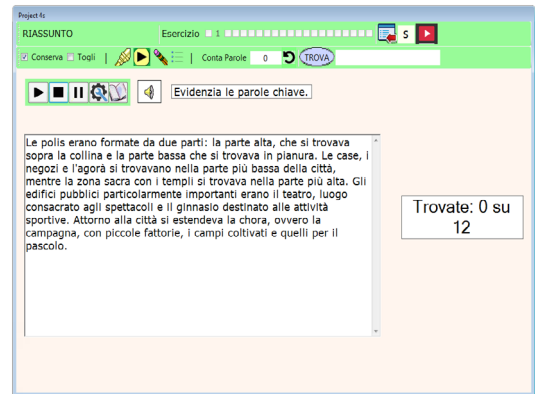 Project 4s
RIASSUNTO Esercizio 1 S
Conserva Togli | | Conta Parole 0 TROVA
Evidenzia le parole chiave.
Le polis erano formate da due parti: la parte alta, che si trovava
sopra la collina e la parte bassa che si trovava in pianura. Le case, i
negozi e l'agorà si trovavano nella parte più bassa della città,
mentre la zona sacra con i templi si trovava nella parte più alta. Gli
edifici pubblici particolarmente importanti erano il teatro, luogo
consacrato agli spettacoli e il ginnasio destinato alle attività
sportive. Attorno alla città si estendeva la chora, ovvero la
campagna, con piccole fattorie, i campi coltivati e quelli per il
pascolo.
Trovate: 0 su
12